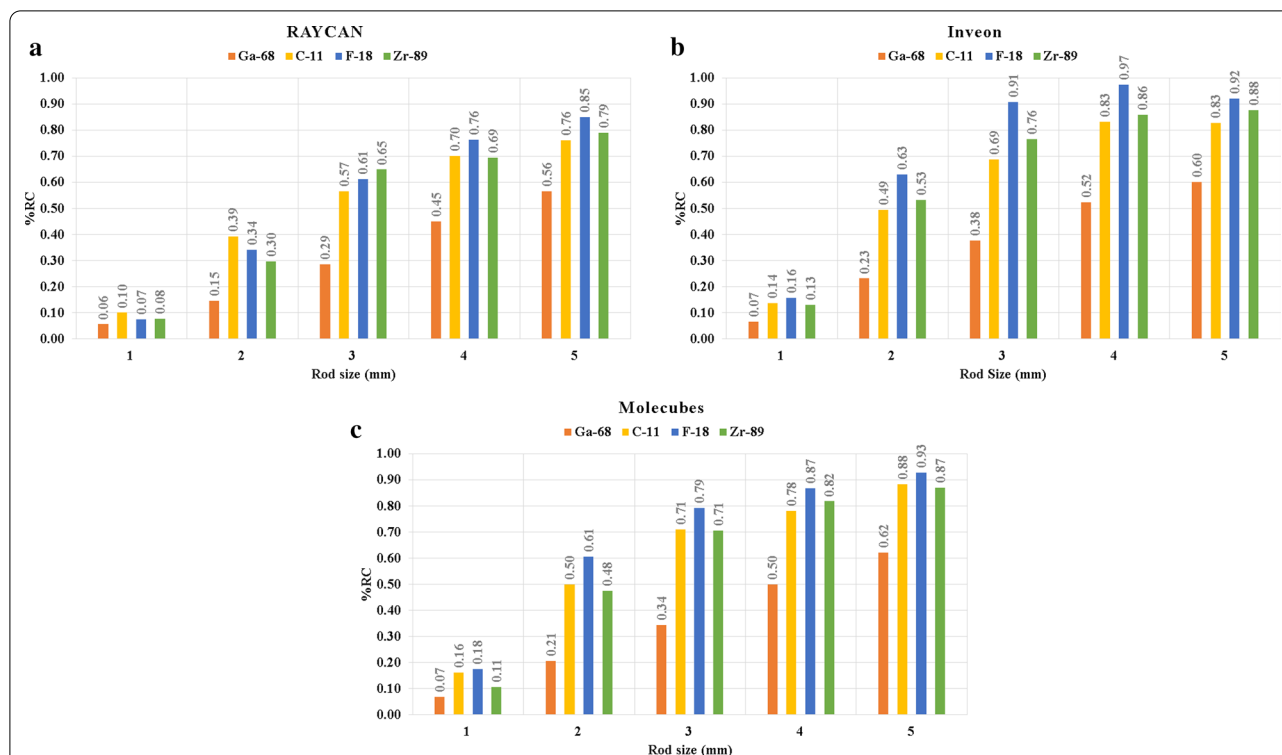 a
RAYCAN
Ga-68 C-11 F-18 Zr-89
1.00
0.90
0.80
0.70
0.60
0.50
0.40
0.30
0.20
0.10
0.00
%RC
0.06 0.10 0.07 0.08
0.15 0.39 0.34 0.30
0.29 0.57 0.61 0.65
0.45 0.70 0.76 0.69
0.56 0.76 0.85 0.79
1 2 3 4 5
Rod size (mm)
b
Inveon
Ga-68 C-11 F-18 Zr-89
1.00
0.90
0.80
0.70
0.60
0.50
0.40
0.30
0.20
0.10
0.00
%RC
0.07 0.14 0.16 0.13
0.23 0.49 0.63 0.53
0.38 0.69 0.91 0.76
0.52 0.83 0.97 0.86
0.60 0.83 0.92 0.88
1 2 3 4 5
Rod Size (mm)
c
Molecubes
Ga-68 C-11 F-18 Zr-89
1.00
0.90
0.80
0.70
0.60
0.50
0.40
0.30
0.20
0.10
0.00
%RC
0.07 0.16 0.18 0.11
0.21 0.50 0.61 0.48
0.34 0.71 0.79 0.71
0.50 0.78 0.87 0.82
0.62 0.88 0.93 0.87
1 2 3 4 5
Rod size (mm)